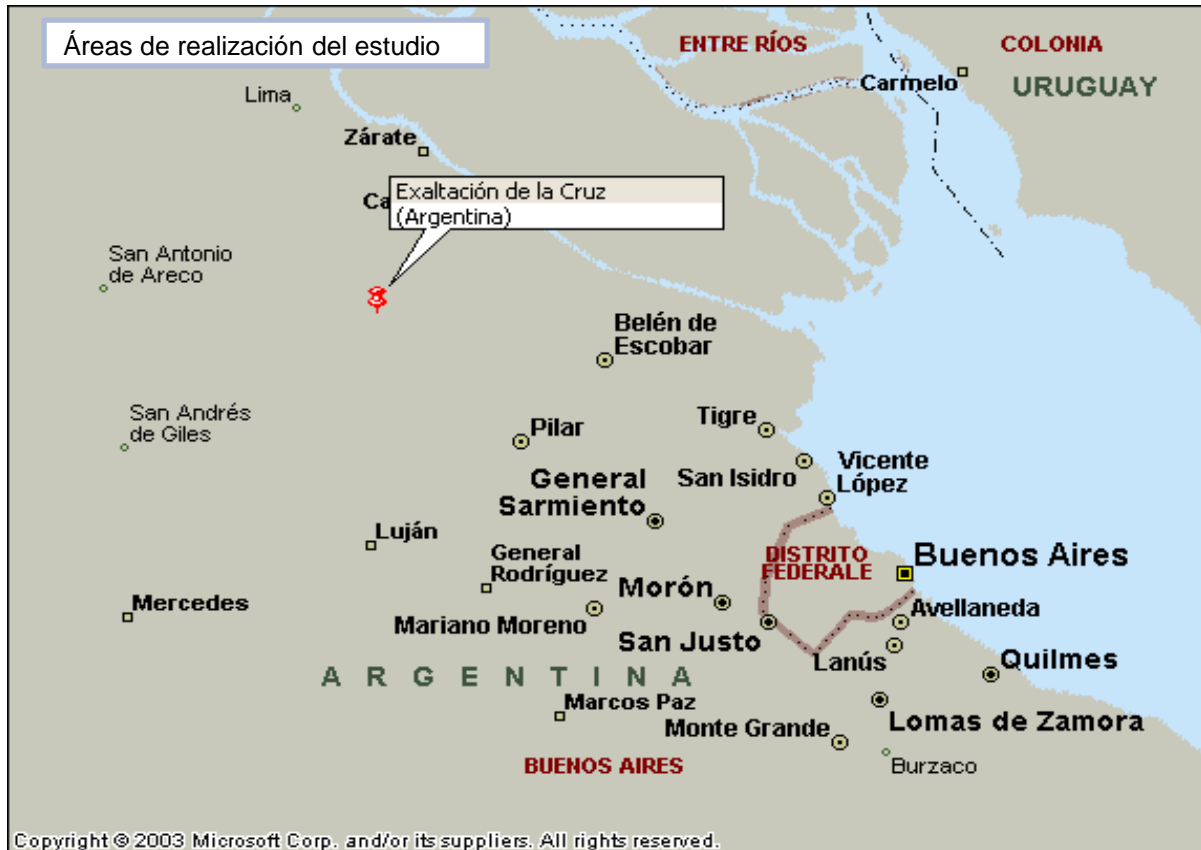 Áreas de realización del estudio
ENTRE RÍOS
COLONIA
URUGUAY
Carmelo
Lima
Zárate
Exaltación de la Cruz
(Argentina)
San Antonio
de Areco
Belén de
Escobar
San Andrés
de Giles
Pilar
Tigre
San Isidro
Vicente
López
General
Sarmiento
Luján
General
Rodríguez
DISTRITO
FEDERALE
Buenos Aires
Morón
Mercedes
Mariano Moreno
San Justo
Avellaneda
Lanús
Quilmes
ARGENTINA
Marcos Paz
Monte Grande
Lomas de Zamora
BUENOS AIRES
Burzaco
Copyright © 2003 Microsoft Corp. and/or its suppliers. All rights reserved.